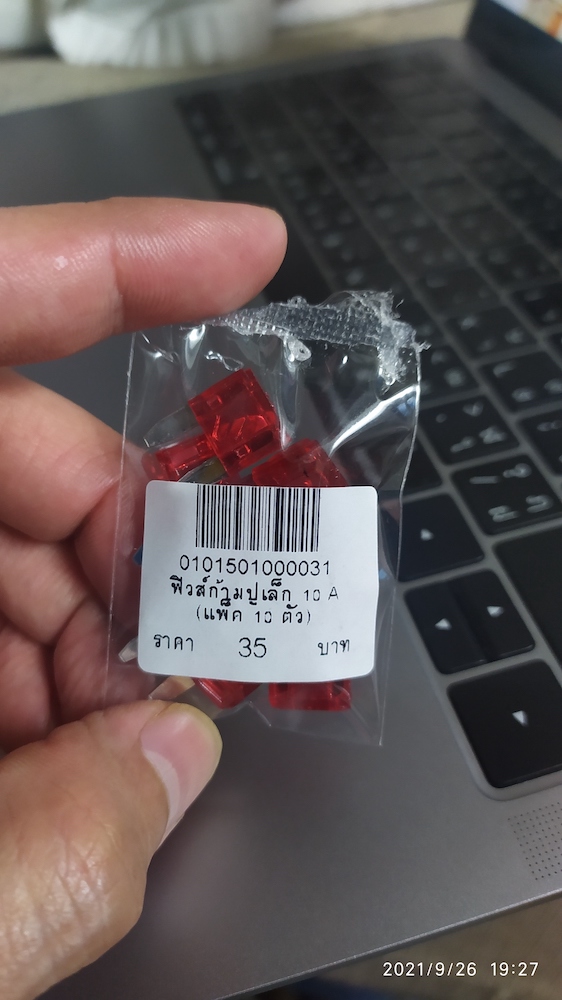 0101501000031
ฟิวส์ก้ามปูเล็ก 10 A
(แพ็ค 10 ตัว)
ราคา 35 บาท
2021/9/26 19:27